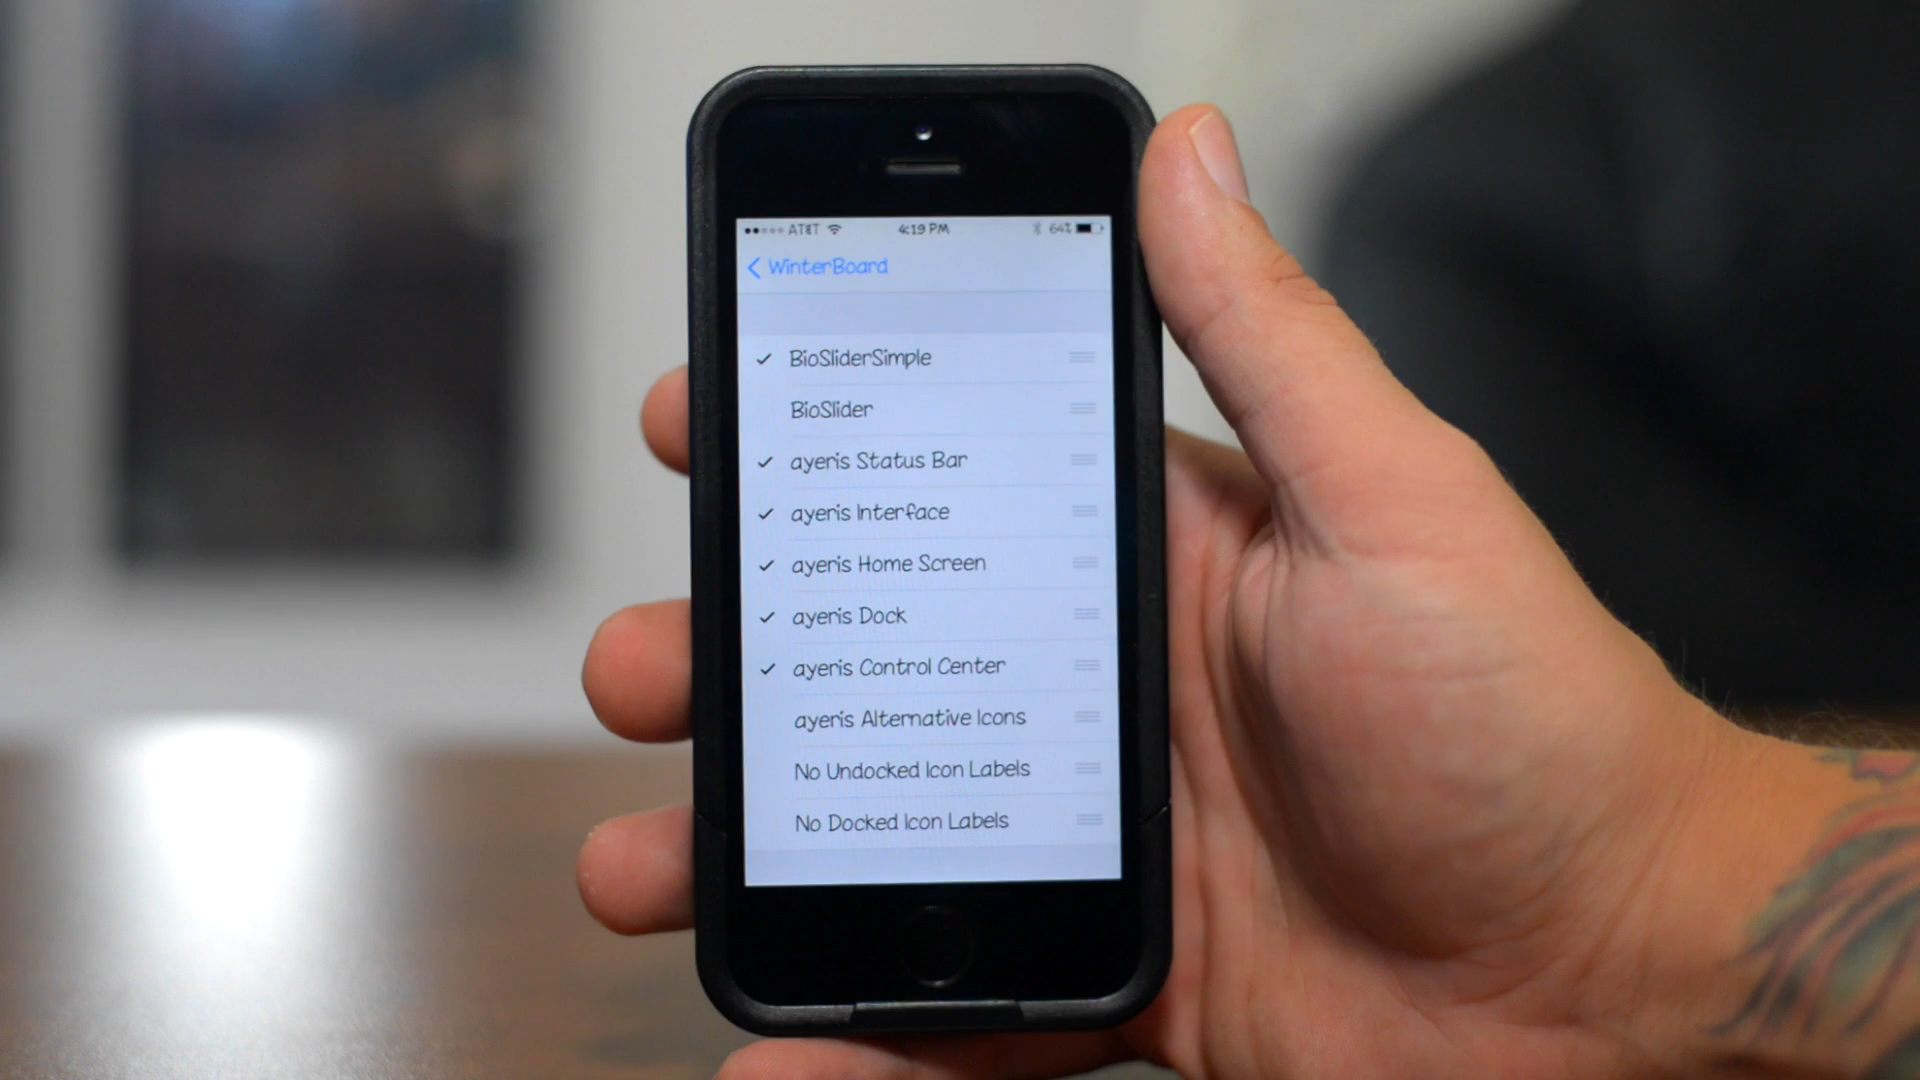 AT&T 4:19 PM 64%
WinterBoard
BioSliderSimple
BioSlider
ayeris Status Bar
ayeris Interface
ayeris Home Screen
ayeris Dock
ayeris Control Center
ayeris Alternative Icons
No Undocked Icon Labels
No Docked Icon Labels